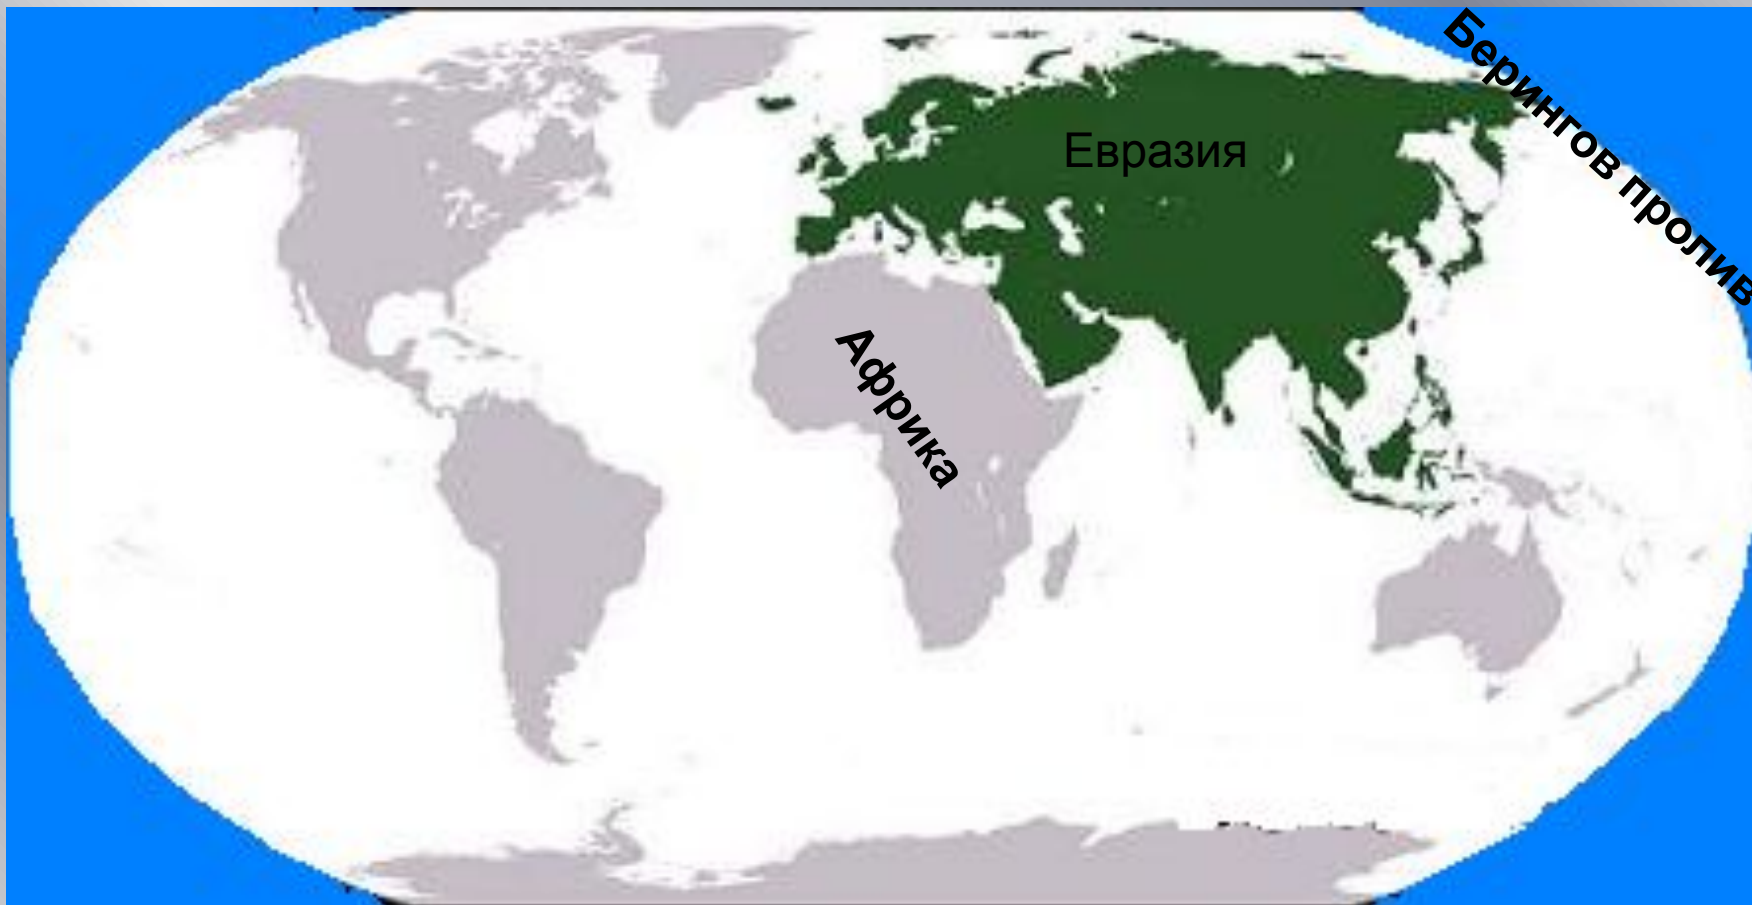 Берингов пролив
Евразия
Африка